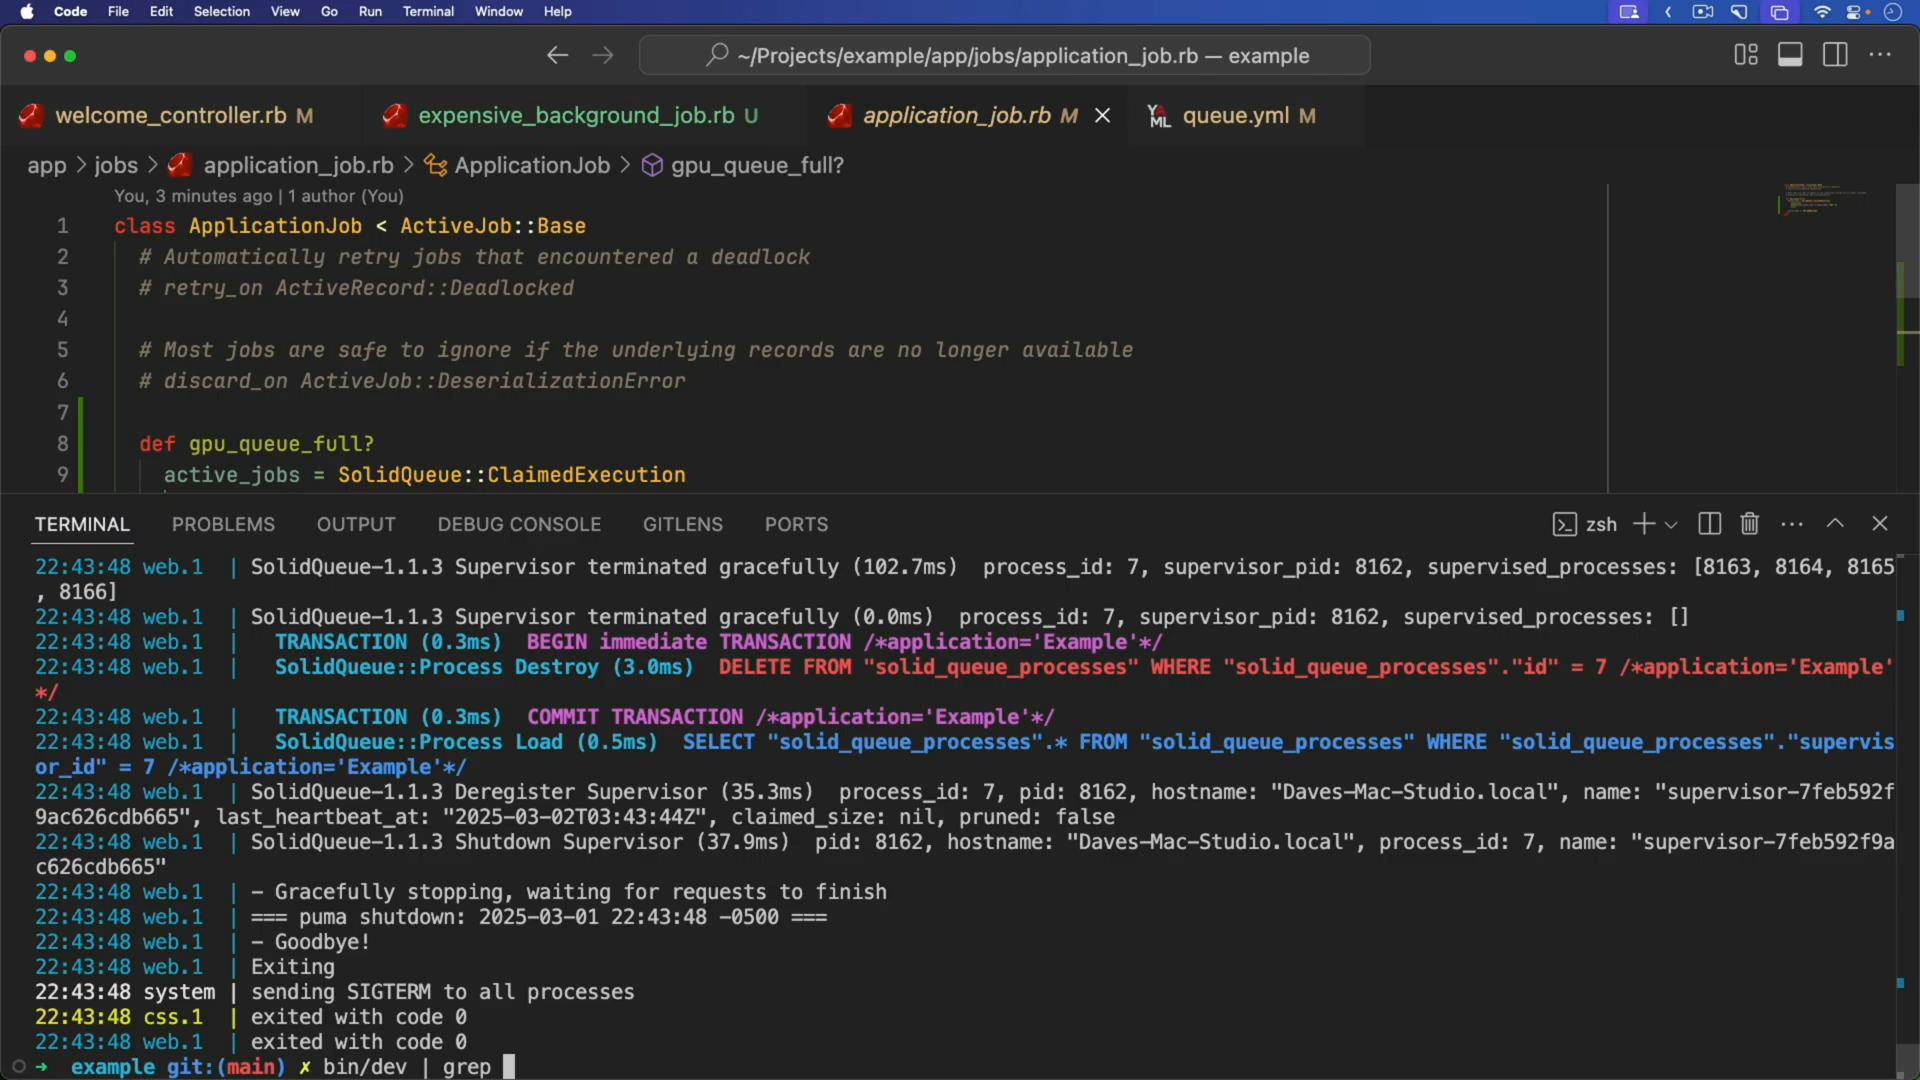 Code File Edit Selection View Go Run Terminal Window Help
~/Projects/example/app/jobs/application_job.rb — example
welcome_controller.rb M expensive_background_job.rb U application_job.rb M queue.yml M
app > jobs > application_job.rb > ApplicationJob > gpu_queue_full?
You, 3 minutes ago | 1 author (You)
1 class ApplicationJob < ActiveJob::Base
2 # Automatically retry jobs that encountered a deadlock
3 # retry_on ActiveRecord::Deadlocked
4
5 # Most jobs are safe to ignore if the underlying records are no longer available
6 # discard_on ActiveJob::DeserializationError
7
8 def gpu_queue_full?
9 active_jobs = SolidQueue::ClaimedExecution
TERMINAL PROBLEMS OUTPUT DEBUG CONSOLE GITLENS PORTS zsh
22:43:48 web.1 | SolidQueue-1.1.3 Supervisor terminated gracefully (102.7ms) process_id: 7, supervisor_pid: 8162, supervised_processes: [8163, 8164, 8165
, 8166]
22:43:48 web.1 | SolidQueue-1.1.3 Supervisor terminated gracefully (0.0ms) process_id: 7, supervisor_pid: 8162, supervised_processes: []
22:43:48 web.1 | TRANSACTION (0.3ms) BEGIN immediate TRANSACTION /*application='Example'*/
22:43:48 web.1 | SolidQueue::Process Destroy (3.0ms) DELETE FROM "solid_queue_processes" WHERE "solid_queue_processes"."id" = 7 /*application='Example'
*/
22:43:48 web.1 | TRANSACTION (0.3ms) COMMIT TRANSACTION /*application='Example'*/
22:43:48 web.1 | SolidQueue::Process Load (0.5ms) SELECT "solid_queue_processes".* FROM "solid_queue_processes" WHERE "solid_queue_processes"."supervis
or_id" = 7 /*application='Example'*/
22:43:48 web.1 | SolidQueue-1.1.3 Deregister Supervisor (35.3ms) process_id: 7, pid: 8162, hostname: "Daves-Mac-Studio.local", name: "supervisor-7feb592f
9ac626cdb665", last_heartbeat_at: "2025-03-02T03:43:44Z", claimed_size: nil, pruned: false
22:43:48 web.1 | SolidQueue-1.1.3 Shutdown Supervisor (37.9ms) pid: 8162, hostname: "Daves-Mac-Studio.local", process_id: 7, name: "supervisor-7feb592f9a
c626cdb665"
22:43:48 web.1 | - Gracefully stopping, waiting for requests to finish
22:43:48 web.1 | === puma shutdown: 2025-03-01 22:43:48 -0500 ===
22:43:48 web.1 | - Goodbye!
22:43:48 web.1 | Exiting
22:43:48 system | sending SIGTERM to all processes
22:43:48 css.1 | exited with code 0
22:43:48 web.1 | exited with code 0
➜ example git:(main) ✗ bin/dev | grep